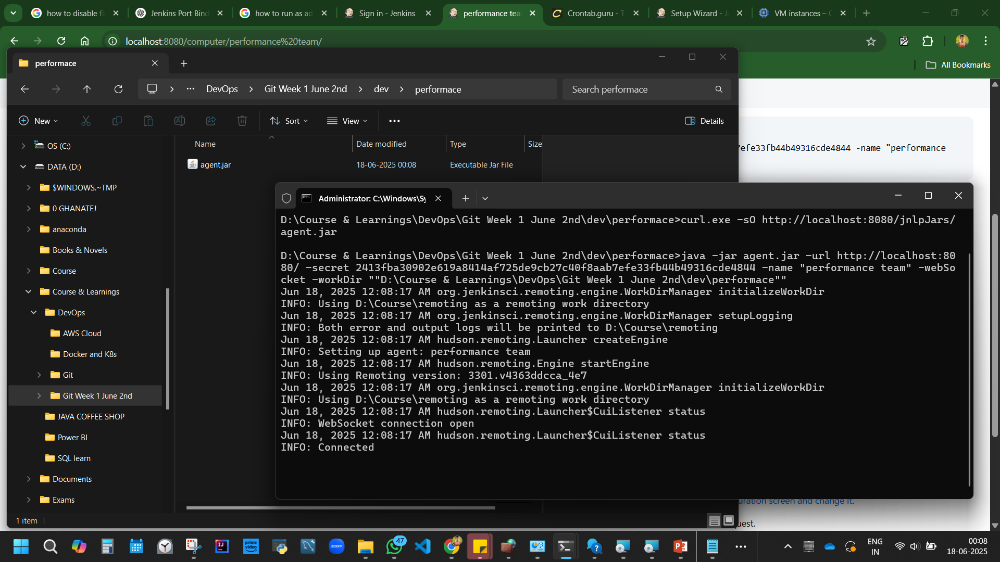 how to disable fi
Jenkins Port Bind
how to run as ad
Sign in - Jenkins
performance tea
Crontab.guru - T
Setup Wizard - J
VM instances – C
localhost:8080/computer/performance%20team/
All Bookmarks
performace
DevOps
Git Week 1 June 2nd
dev
performace
Search performace
New
Sort
View
Details
Name
Date modified
Type
Size
agent.jar
18-06-2025 00:08
Executable Jar File
OS (C:)
DATA (D:)
$WINDOWS.~TMP
0 GHANATEJ
anaconda
Books & Novels
Course
Course & Learnings
DevOps
AWS Cloud
Docker and K8s
Git
Git Week 1 June 2nd
JAVA COFFEE SHOP
Power BI
SQL learn
Documents
Exams
1 item
efe33fb44b49316cde4844 -name "performance
Administrator: C:\Windows\Sy
D:\Course & Learnings\DevOps\Git Week 1 June 2nd\dev\performace>curl.exe -sO http://localhost:8080/jnlpJars/
agent.jar
D:\Course & Learnings\DevOps\Git Week 1 June 2nd\dev\performace>java -jar agent.jar -url http://localhost:80
80/ -secret 2413fba30902e619a8414af725de9cb27c40f8aab7efe33fb44b49316cde4844 -name "performance team" -webSo
cket -workDir ""D:\Course & Learnings\DevOps\Git Week 1 June 2nd\dev\performace""
Jun 18, 2025 12:08:17 AM org.jenkinsci.remoting.engine.WorkDirManager initializeWorkDir
INFO: Using D:\Course\remoting as a remoting work directory
Jun 18, 2025 12:08:17 AM org.jenkinsci.remoting.engine.WorkDirManager setupLogging
INFO: Both error and output logs will be printed to D:\Course\remoting
Jun 18, 2025 12:08:17 AM hudson.remoting.Launcher createEngine
INFO: Setting up agent: performance team
Jun 18, 2025 12:08:17 AM hudson.remoting.Engine startEngine
INFO: Using Remoting version: 3301.v4363ddcca_4e7
Jun 18, 2025 12:08:17 AM org.jenkinsci.remoting.engine.WorkDirManager initializeWorkDir
INFO: Using D:\Course\remoting as a remoting work directory
Jun 18, 2025 12:08:17 AM hudson.remoting.Launcher$CuiListener status
INFO: WebSocket connection open
Jun 18, 2025 12:08:17 AM hudson.remoting.Launcher$CuiListener status
INFO: Connected
uration screen and change it.
uest.
prime video
zoom
47
ENG
IN
00:08
18-06-2025